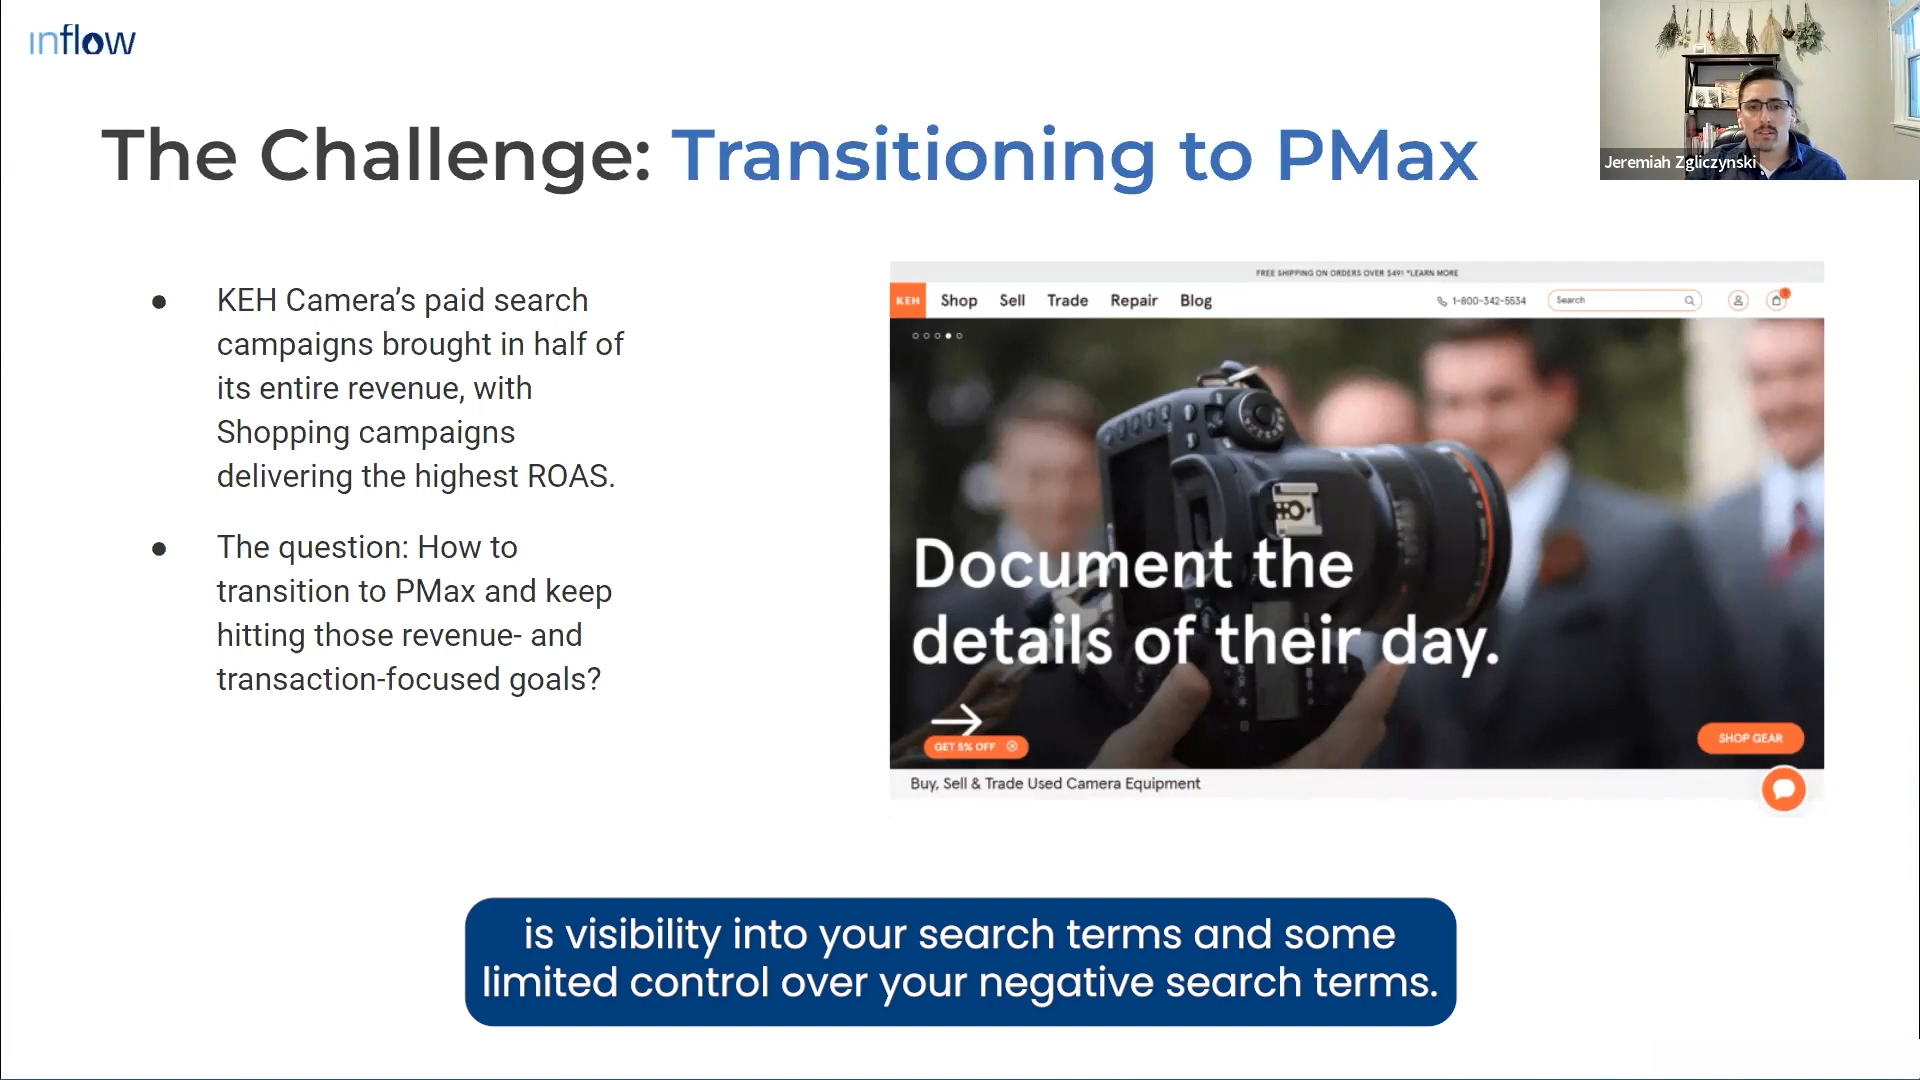 inflow
Jeremiah Zgliczynski
The Challenge: Transitioning to PMax
● KEH Camera’s paid search
campaigns brought in half of
its entire revenue, with
Shopping campaigns
delivering the highest ROAS.
● The question: How to
transition to PMax and keep
hitting those revenue- and
transaction-focused goals?
FREE SHIPPING ON ORDERS OVER $49! *LEARN MORE
KEH Shop Sell Trade Repair Blog 1-800-342-5534 Search
Document the
details of their day.
GET 5% OFF
SHOP GEAR
Buy, Sell & Trade Used Camera Equipment
is visibility into your search terms and some
limited control over your negative search terms.